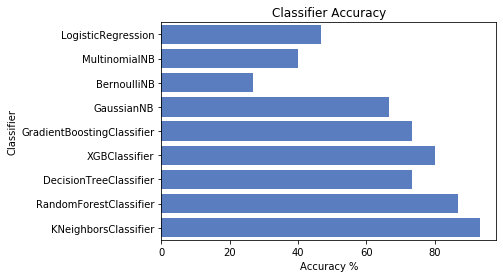 Classifier Accuracy
Classifier
LogisticRegression
MultinomialNB
BernoulliNB
GaussianNB
GradientBoostingClassifier
XGBClassifier
DecisionTreeClassifier
RandomForestClassifier
KNeighborsClassifier
0 20 40 60 80
Accuracy %